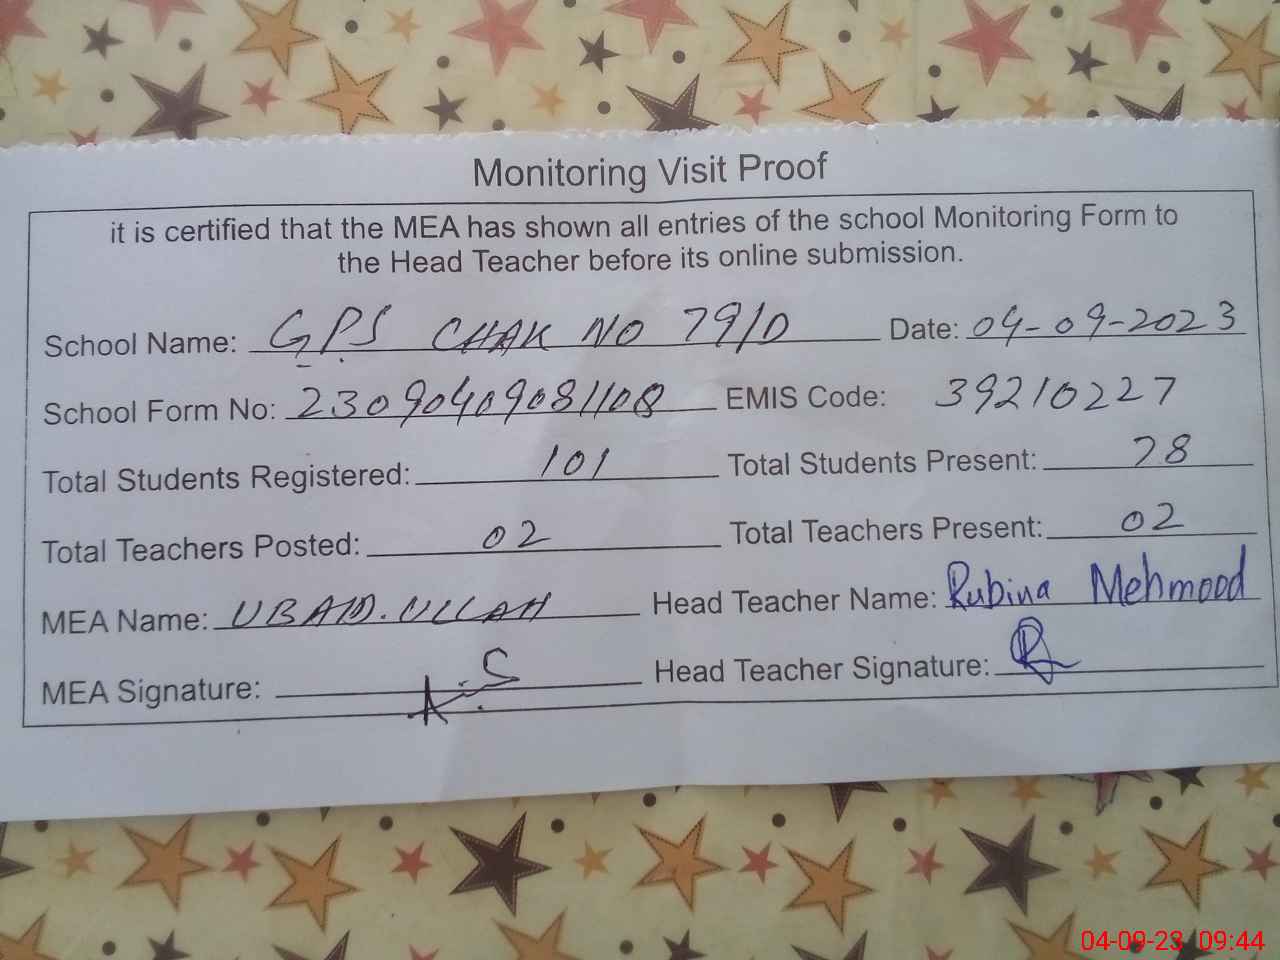 Monitoring Visit Proof
it is certified that the MEA has shown all entries of the school Monitoring Form to
the Head Teacher before its online submission.
School Name: GPS CHAK NO 79/D Date: 04-09-2023
School Form No: 23090409081108 EMIS Code: 39210227
Total Students Registered: 101 Total Students Present: 78
Total Teachers Posted: 02 Total Teachers Present: 02
MEA Name: UBAID.ULLAH Head Teacher Name: Rubina Mehmood
MEA Signature: Head Teacher Signature:
04-09-23 09:44